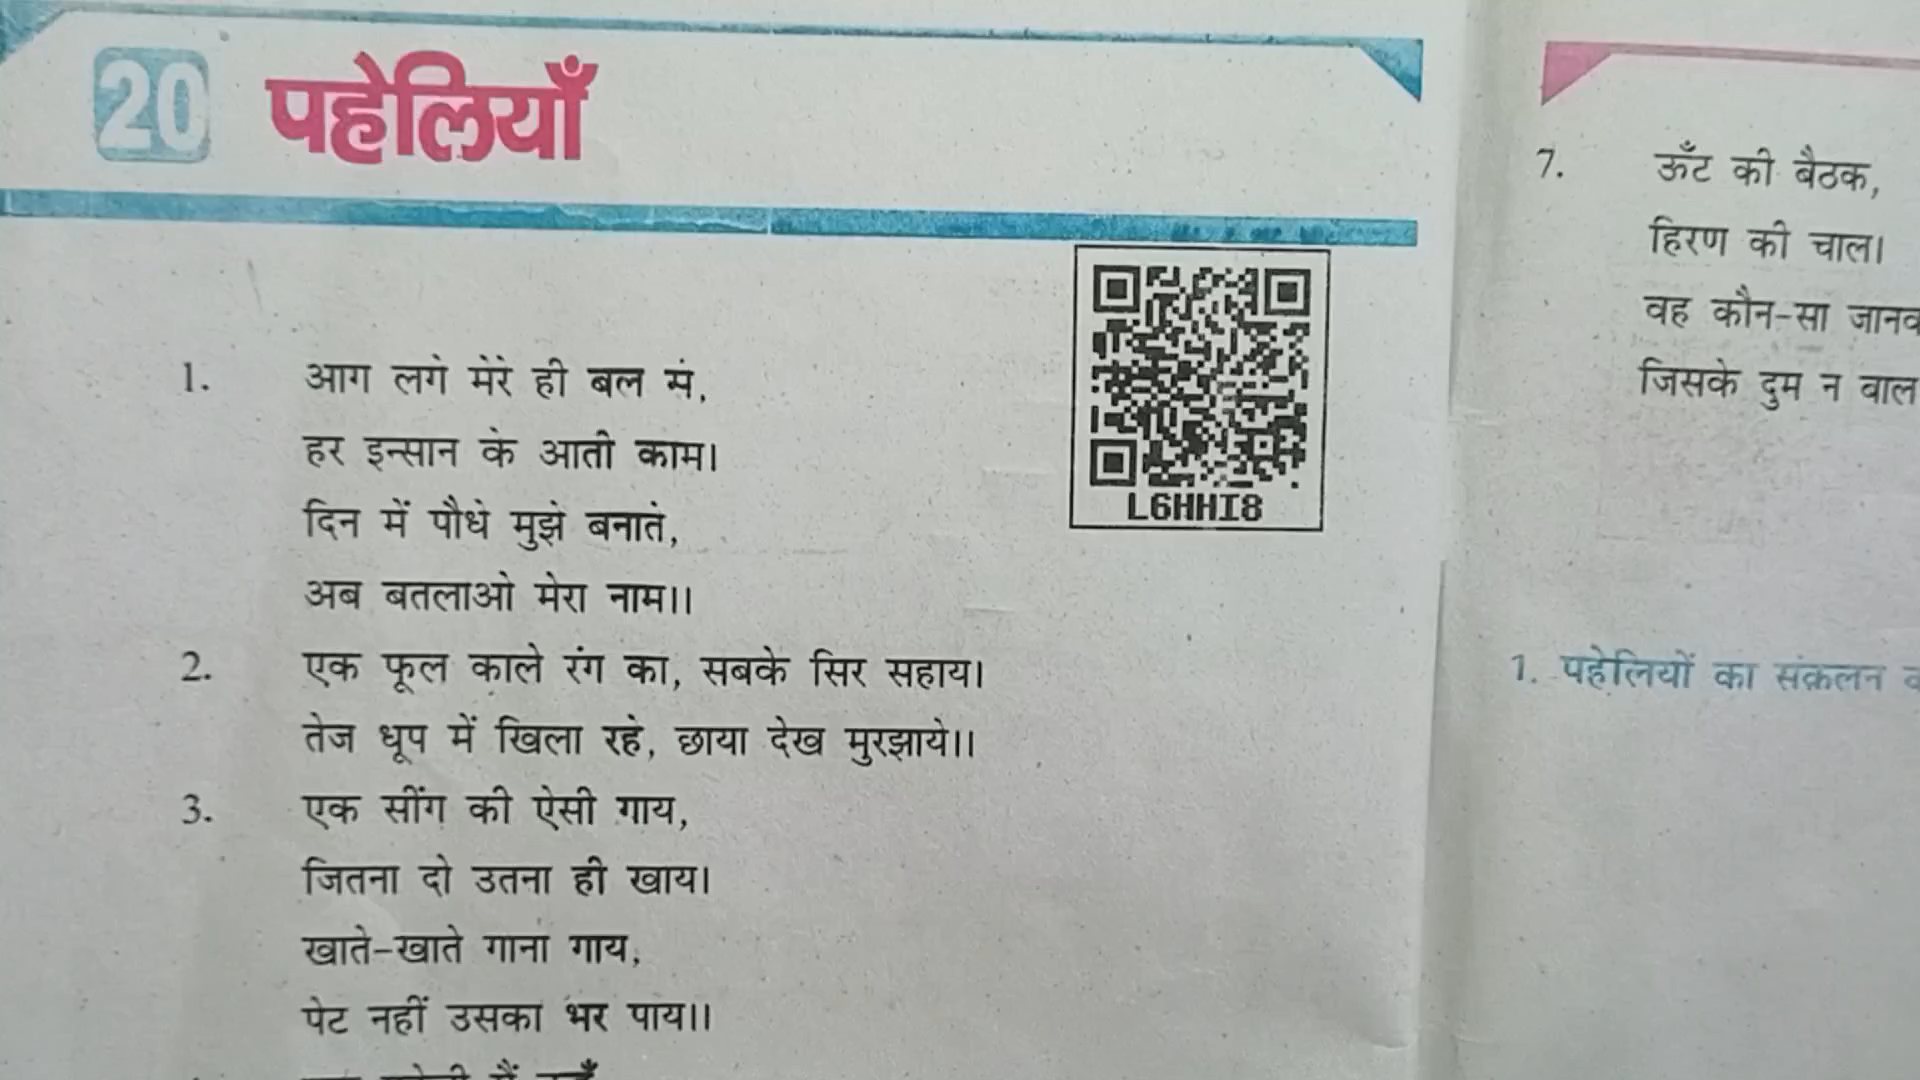 20 पहेलियाँ
L6HHI8
1. आग लगे मेरे ही बल में,
हर इन्सान के आती काम।
दिन में पौधे मुझे बनाते,
अब बतलाओ मेरा नाम।।
2. एक फूल काले रंग का, सबके सिर सहाय।
तेज धूप में खिला रहे, छाया देख मुरझाये।।
3. एक सींग की ऐसी गाय,
जितना दो उतना ही खाय।
खाते-खाते गाना गाय,
पेट नहीं उसका भर पाय।।
7. ऊँट की बैठक,
हिरण की चाल।
वह कौन-सा
जिसके दुम न बाल
1. पहेलियों का संकलन